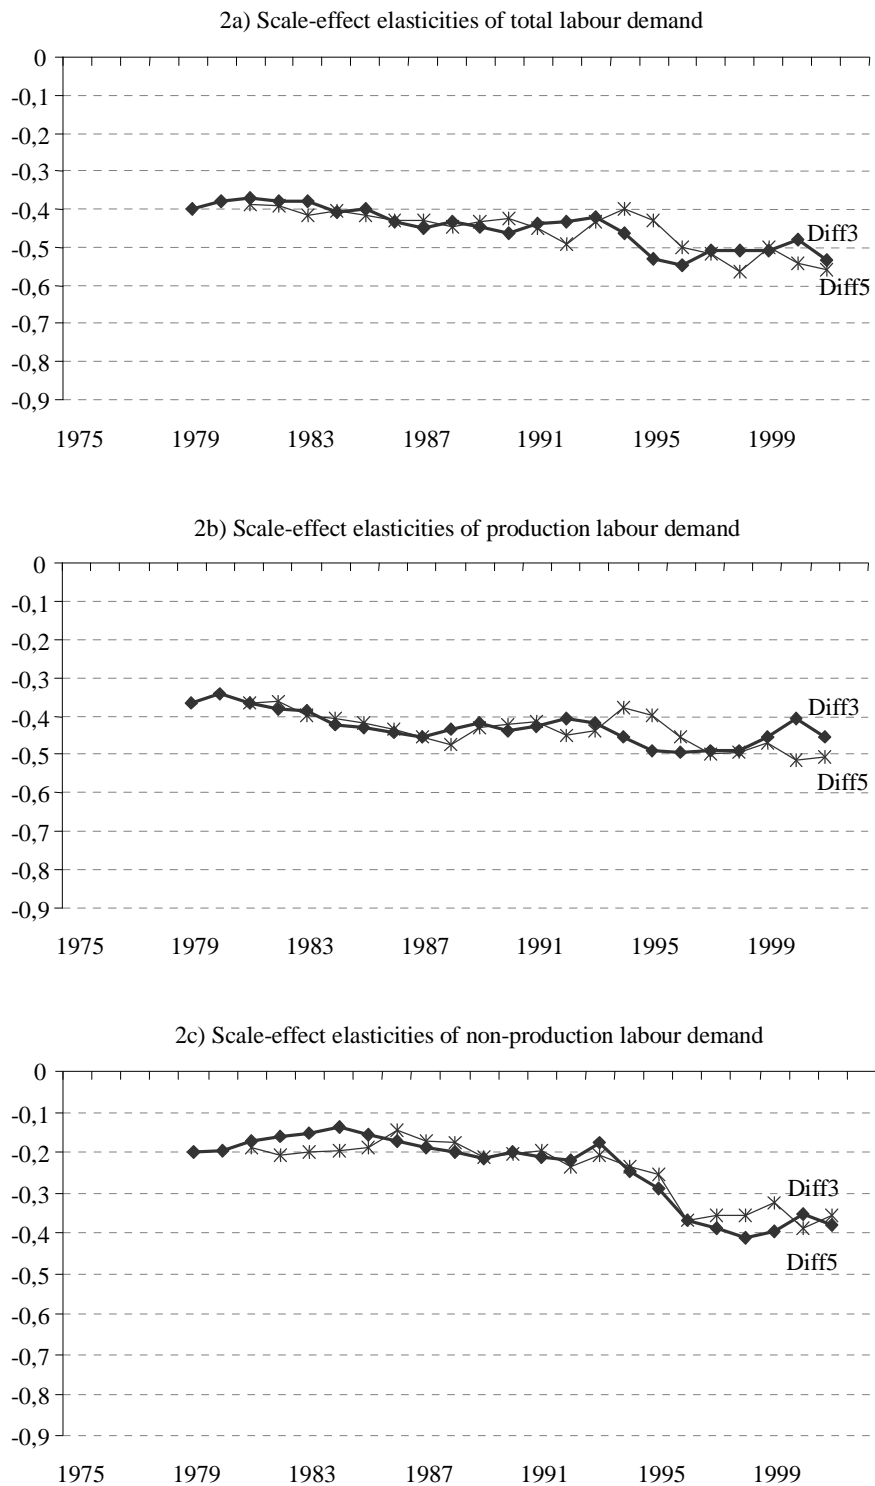 2a) Scale-effect elasticities of total labour demand
0
-0,1
-0,2
-0,3
-0,4
Diff3
-0,5
Diff5
-0,6
-0,7
-0,8
-0,9
1975 1979 1983 1987 1991 1995 1999
2b) Scale-effect elasticities of production labour demand
0
-0,1
-0,2
-0,3
Diff3
-0,4
-0,5
Diff5
-0,6
-0,7
-0,8
-0,9
1975 1979 1983 1987 1991 1995 1999
2c) Scale-effect elasticities of non-production labour demand
0
-0,1
-0,2
Diff3
-0,3
-0,4
Diff5
-0,5
-0,6
-0,7
-0,8
-0,9
1975 1979 1983 1987 1991 1995 1999